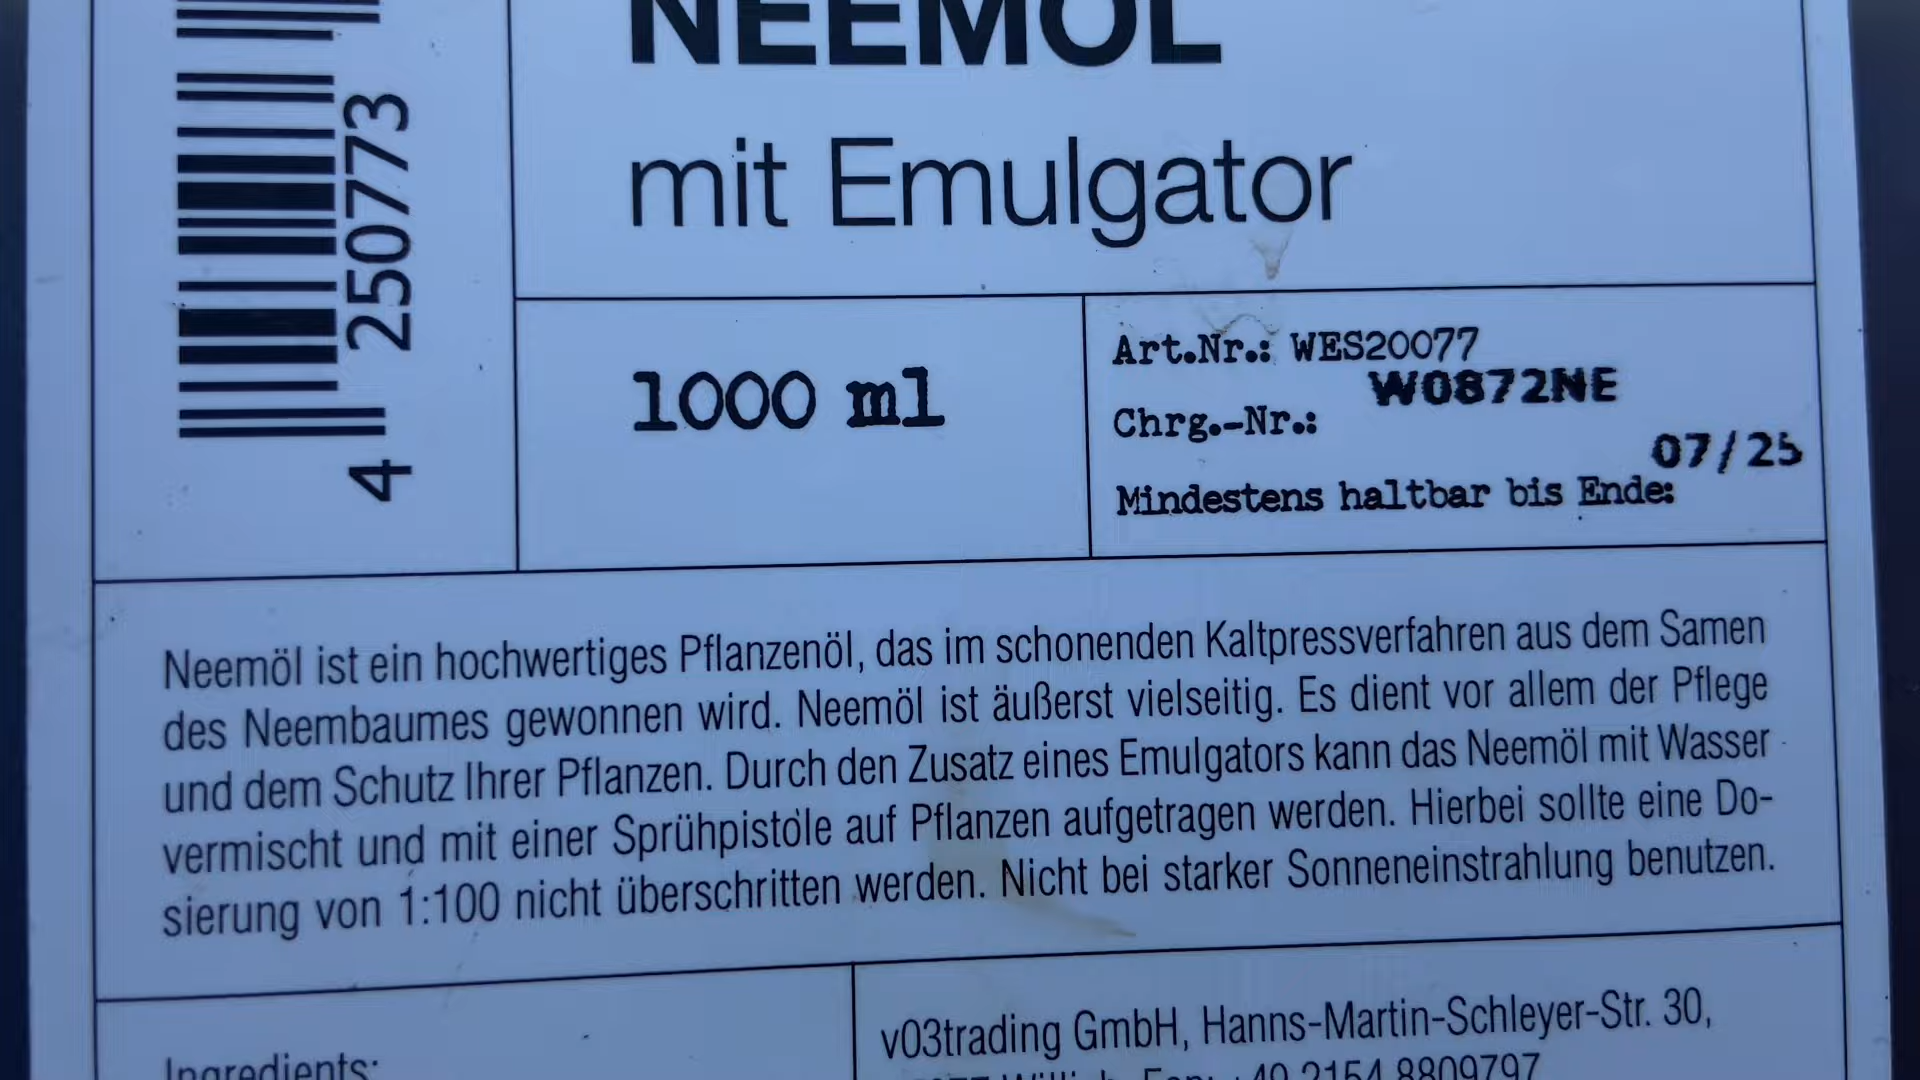 NEEMÖL
mit Emulgator
4 250773
1000 ml
Art.Nr.: WES20077
W0872NE
Chrg.-Nr.:
07/25
Mindestens haltbar bis Ende:
Neemöl ist ein hochwertiges Pflanzenöl, das im schonenden Kaltpressverfahren aus dem Samen
des Neembaumes gewonnen wird. Neemöl ist äußerst vielseitig. Es dient vor allem der Pflege
und dem Schutz Ihrer Pflanzen. Durch den Zusatz eines Emulgators kann das Neemöl mit Wasser
vermischt und mit einer Sprühpistole auf Pflanzen aufgetragen werden. Hierbei sollte eine Do-
sierung von 1:100 nicht überschritten werden. Nicht bei starker Sonneneinstrahlung benutzen.
Ingredients:
v03trading GmbH, Hanns-Martin-Schleyer-Str. 30,
+49 2154 8809797